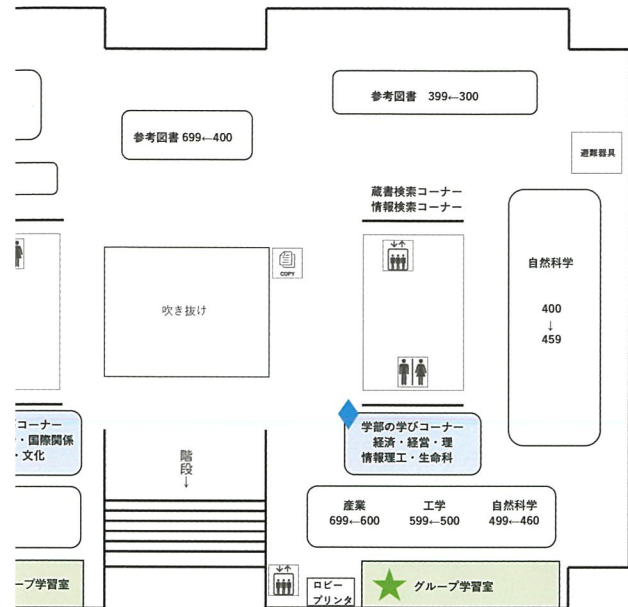 参考図書 399←300
参考図書 699←400
避難器具
蔵書検索コーナー
情報検索コーナー
自然科学
400
↓
459
COPY
吹き抜け
コーナー
・国際関係
・文化
学部の学びコーナー
経済・経営・理
情報理工・生命科
階段↓
産業 工学 自然科学
699←600 599←500 499←460
ープ学習室
ロビー
プリンタ
グループ学習室